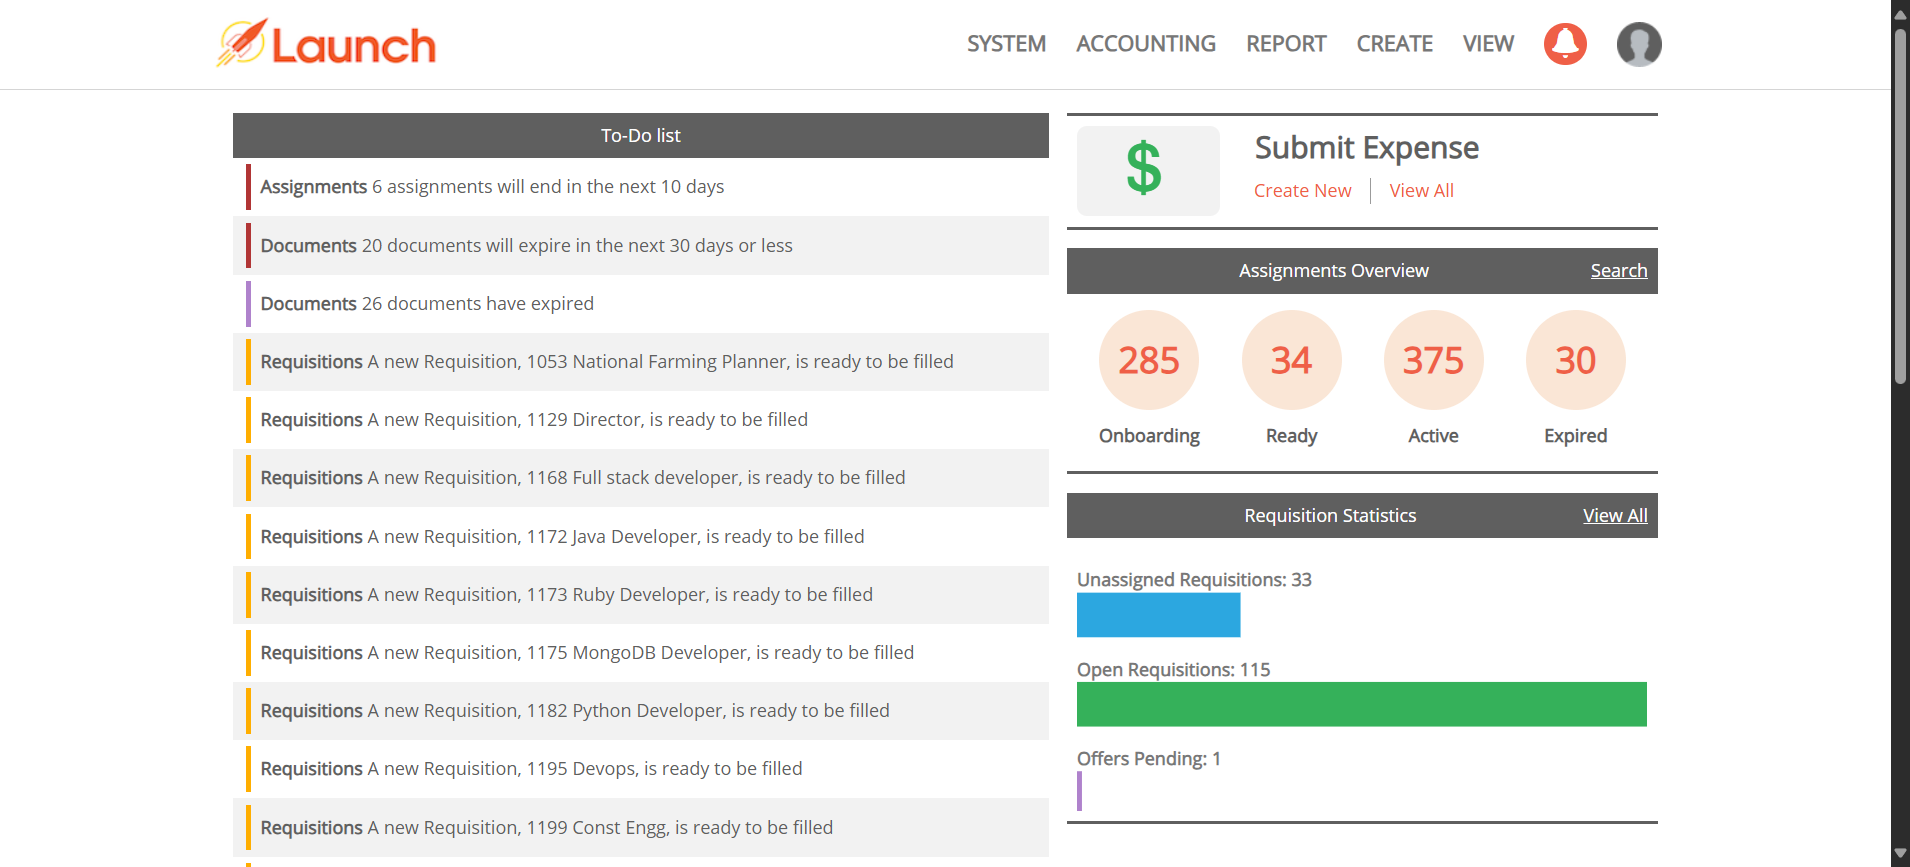 Launch
SYSTEM ACCOUNTING REPORT CREATE VIEW
To-Do list
Assignments 6 assignments will end in the next 10 days
Documents 20 documents will expire in the next 30 days or less
Documents 26 documents have expired
Requisitions A new Requisition, 1053 National Farming Planner, is ready to be filled
Requisitions A new Requisition, 1129 Director, is ready to be filled
Requisitions A new Requisition, 1168 Full stack developer, is ready to be filled
Requisitions A new Requisition, 1172 Java Developer, is ready to be filled
Requisitions A new Requisition, 1173 Ruby Developer, is ready to be filled
Requisitions A new Requisition, 1175 MongoDB Developer, is ready to be filled
Requisitions A new Requisition, 1182 Python Developer, is ready to be filled
Requisitions A new Requisition, 1195 Devops, is ready to be filled
Requisitions A new Requisition, 1199 Const Engg, is ready to be filled
$
Submit Expense
Create New View All
Assignments Overview Search
285 34 375 30
Onboarding Ready Active Expired
Requisition Statistics View All
Unassigned Requisitions: 33
Open Requisitions: 115
Offers Pending: 1